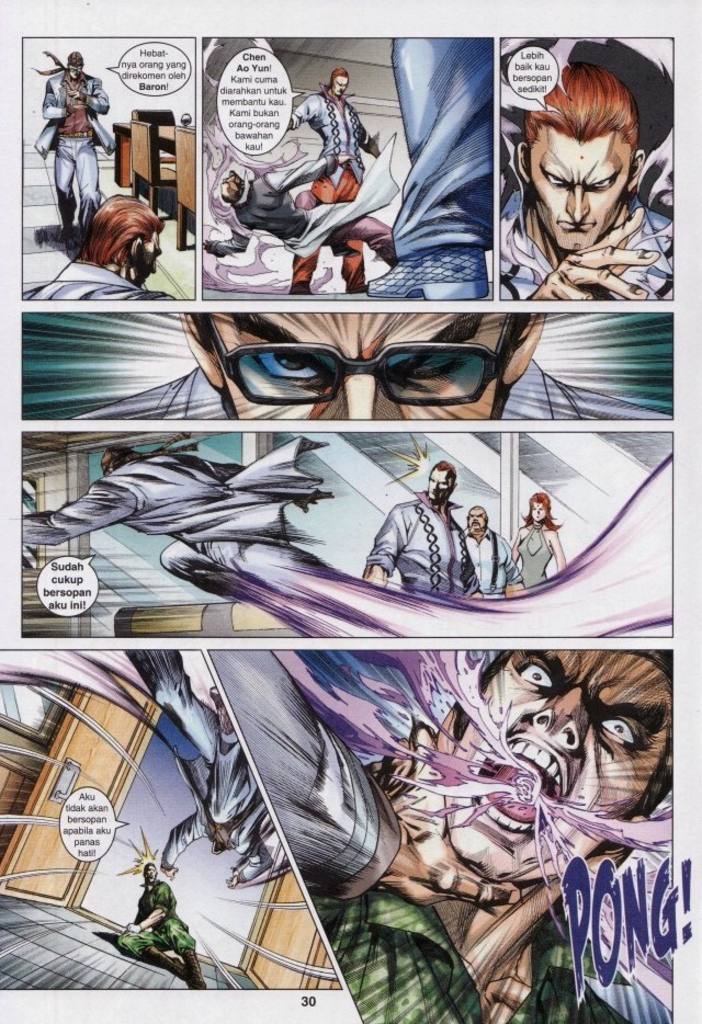 Hebat-
nya orang yang
direkomen oleh
Baron!
Chen
Ao Yun!
Kami cuma
diarahkan untuk
membantu kau.
Kami bukan
orang-orang
bawahan
kau!
Lebih
baik kau
bersopan
sedikit!
Sudah
cukup
bersopan
aku ini!
Aku
tidak akan
bersopan
apabila aku
panas
hati!
PONG!
30